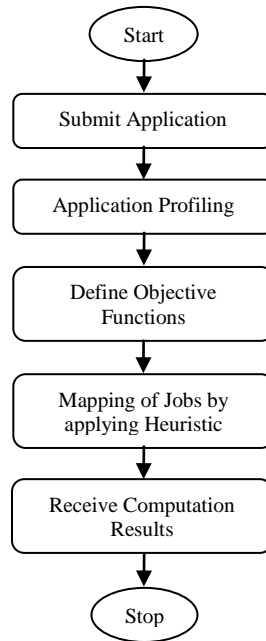 Start
Submit Application
Application Profiling
Define Objective
Functions
Mapping of Jobs by
applying Heuristic
Receive Computation
Results
Stop